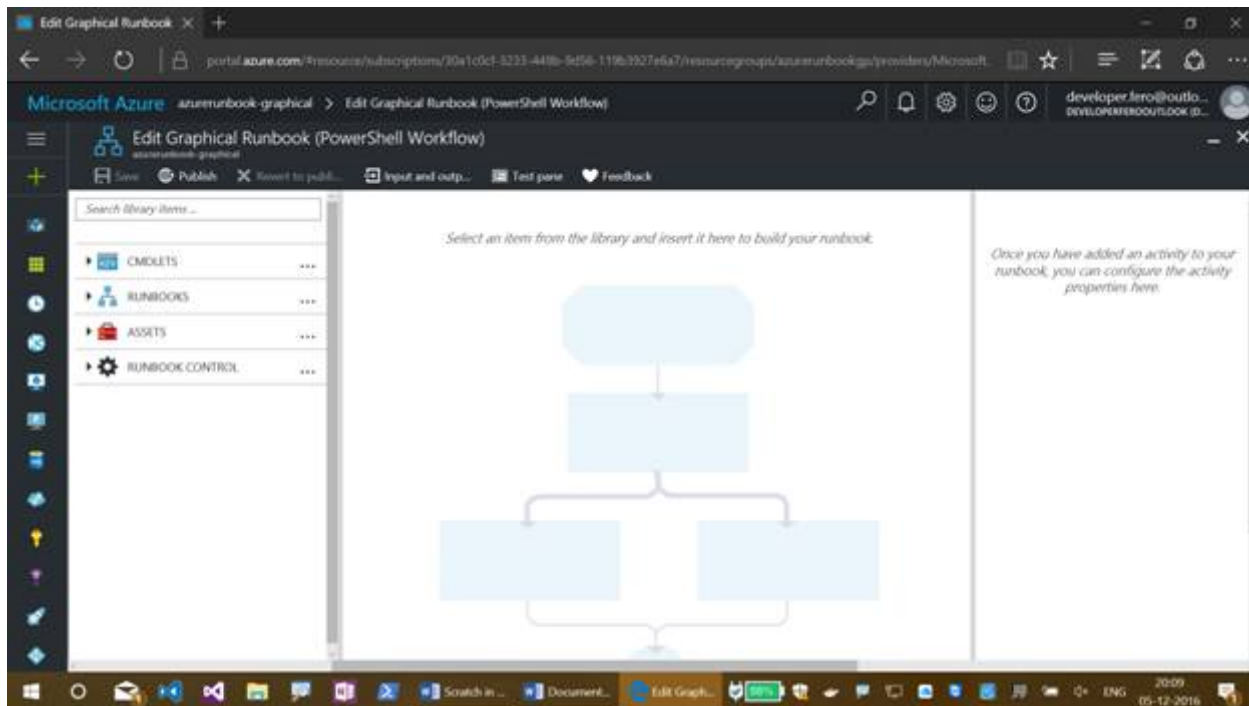 Edit Graphical Runbook
portal.azure.com/#resource/subscriptions/
Microsoft Azure azurerunbook-graphical > Edit Graphical Runbook (PowerShell Workflow)
developer.fero@outlo...
Edit Graphical Runbook (PowerShell Workflow)
azurerunbook-graphical
Save Publish Revert to publi... Input and outp... Test pane Feedback
Search library items ...
CMDLETS ...
RUNBOOKS ...
ASSETS ...
RUNBOOK CONTROL ...
Select an item from the library and insert it here to build your runbook.
Once you have added an activity to your
runbook, you can configure the activity
properties here.
Scratch in ... Document... Edit Graph...
ENG
20:09
05-12-2016